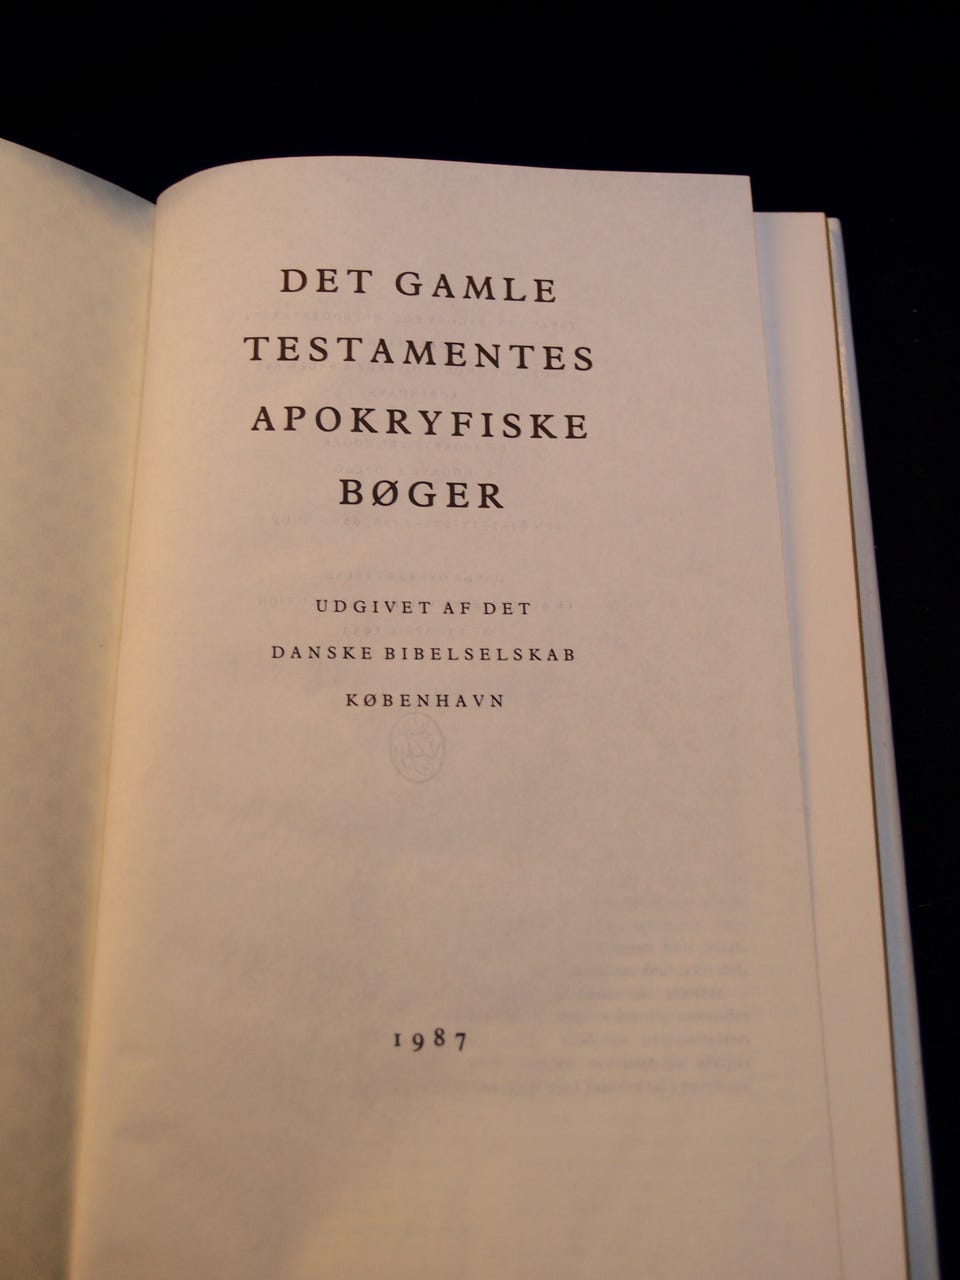 DET GAMLE
TESTAMENTES
APOKRYFISKE
BØGER
UDGIVET AF DET
DANSKE BIBELSELSKAB
KØBENHAVN
1987